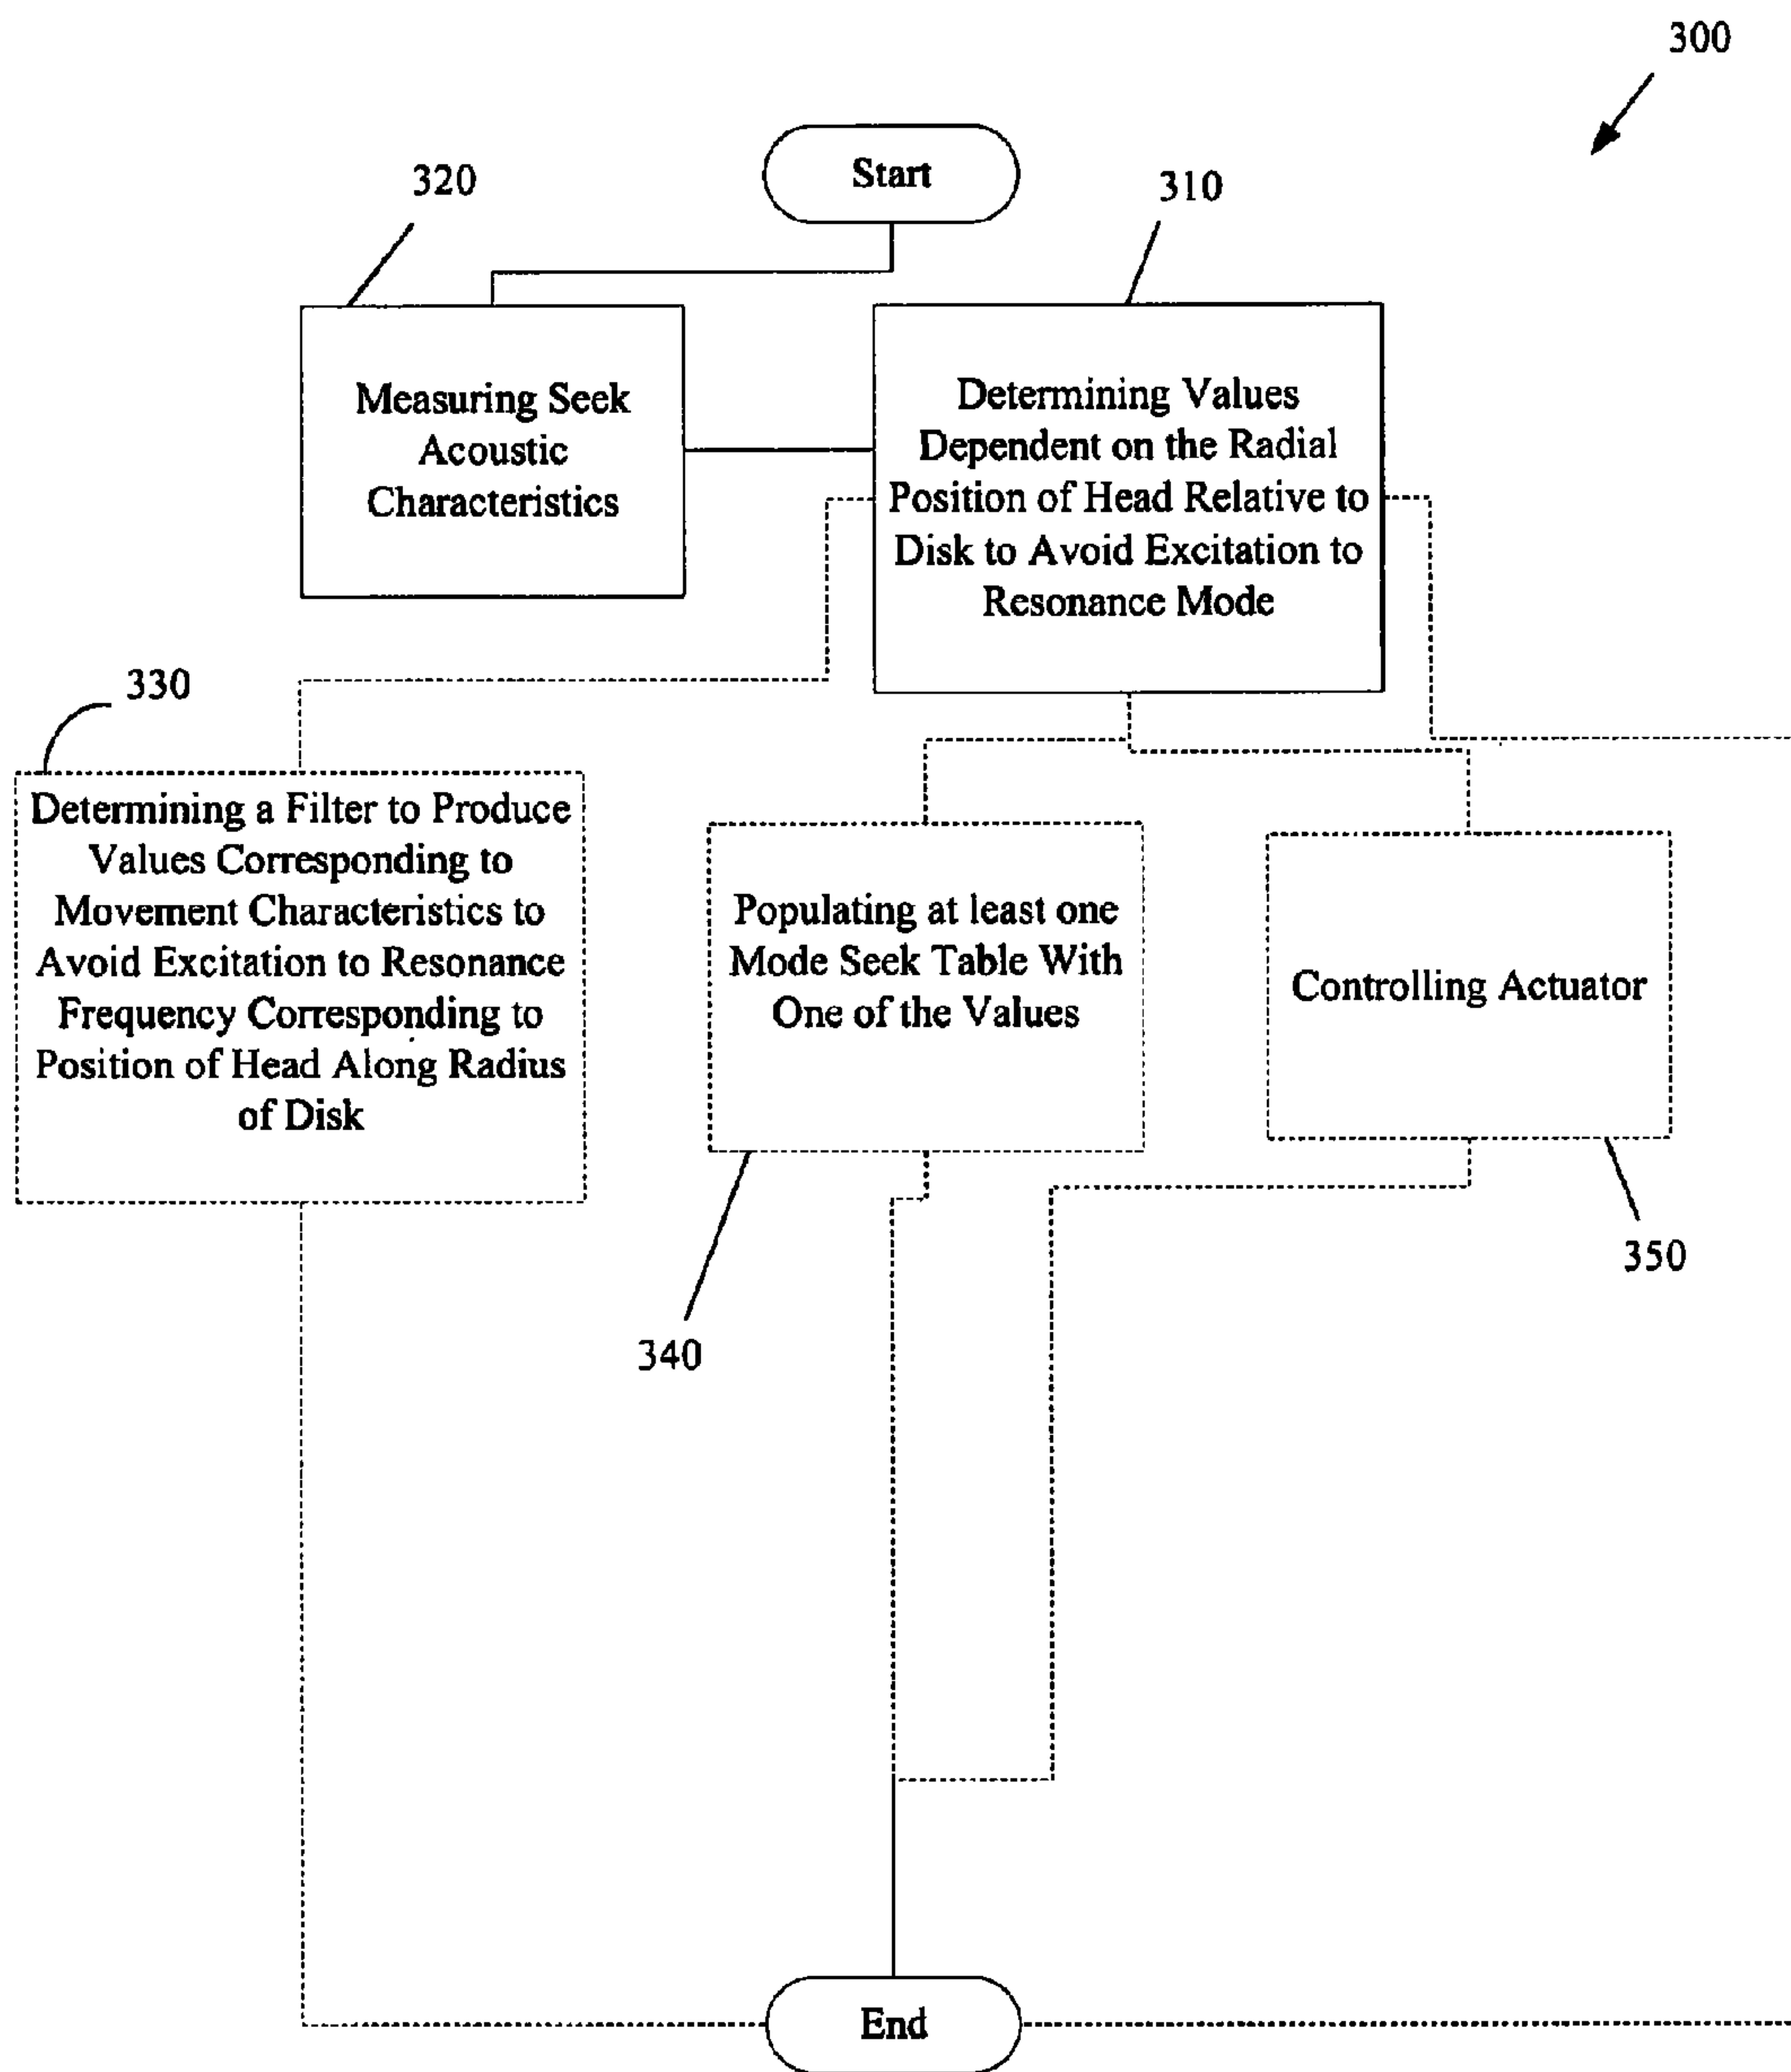 300
Start
320
310
Measuring Seek
Acoustic
Characteristics
Determining Values
Dependent on the Radial
Position of Head Relative to
Disk to Avoid Excitation to
Resonance Mode
330
Determining a Filter to Produce
Values Corresponding to
Movement Characteristics to
Avoid Excitation to Resonance
Frequency Corresponding to
Position of Head Along Radius
of Disk
Populating at least one
Mode Seek Table With
One of the Values
Controlling Actuator
350
340
End